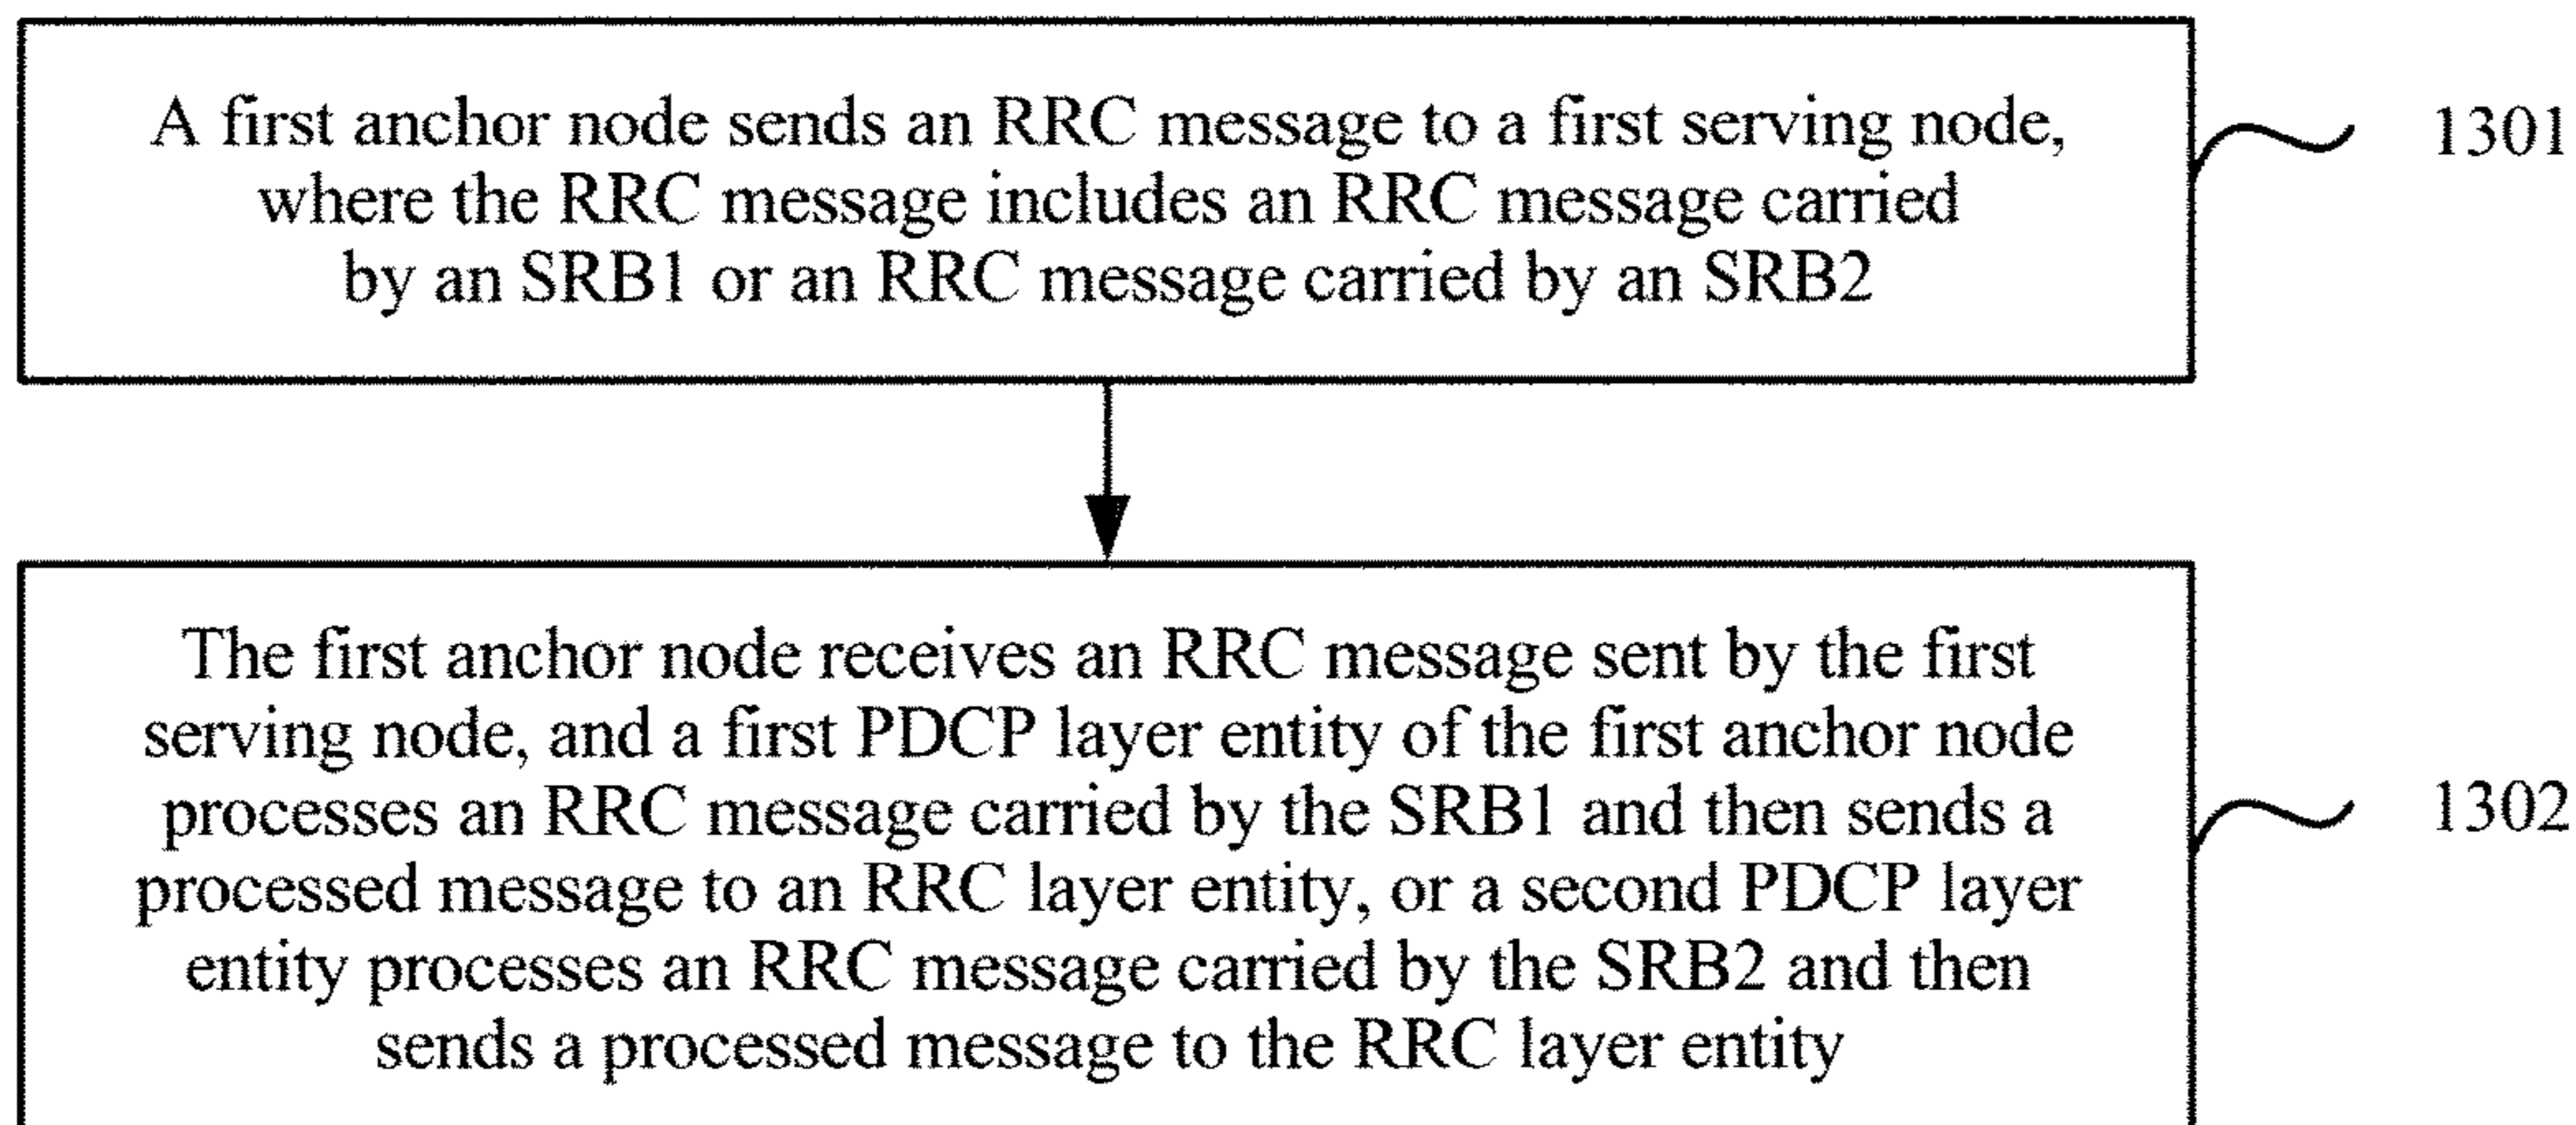 A first anchor node sends an RRC message to a first serving node,
where the RRC message includes an RRC message carried
by an SRB1 or an RRC message carried by an SRB2
1301
The first anchor node receives an RRC message sent by the first
serving node, and a first PDCP layer entity of the first anchor node
processes an RRC message carried by the SRB1 and then sends a
processed message to an RRC layer entity, or a second PDCP layer
entity processes an RRC message carried by the SRB2 and then
sends a processed message to the RRC layer entity
1302